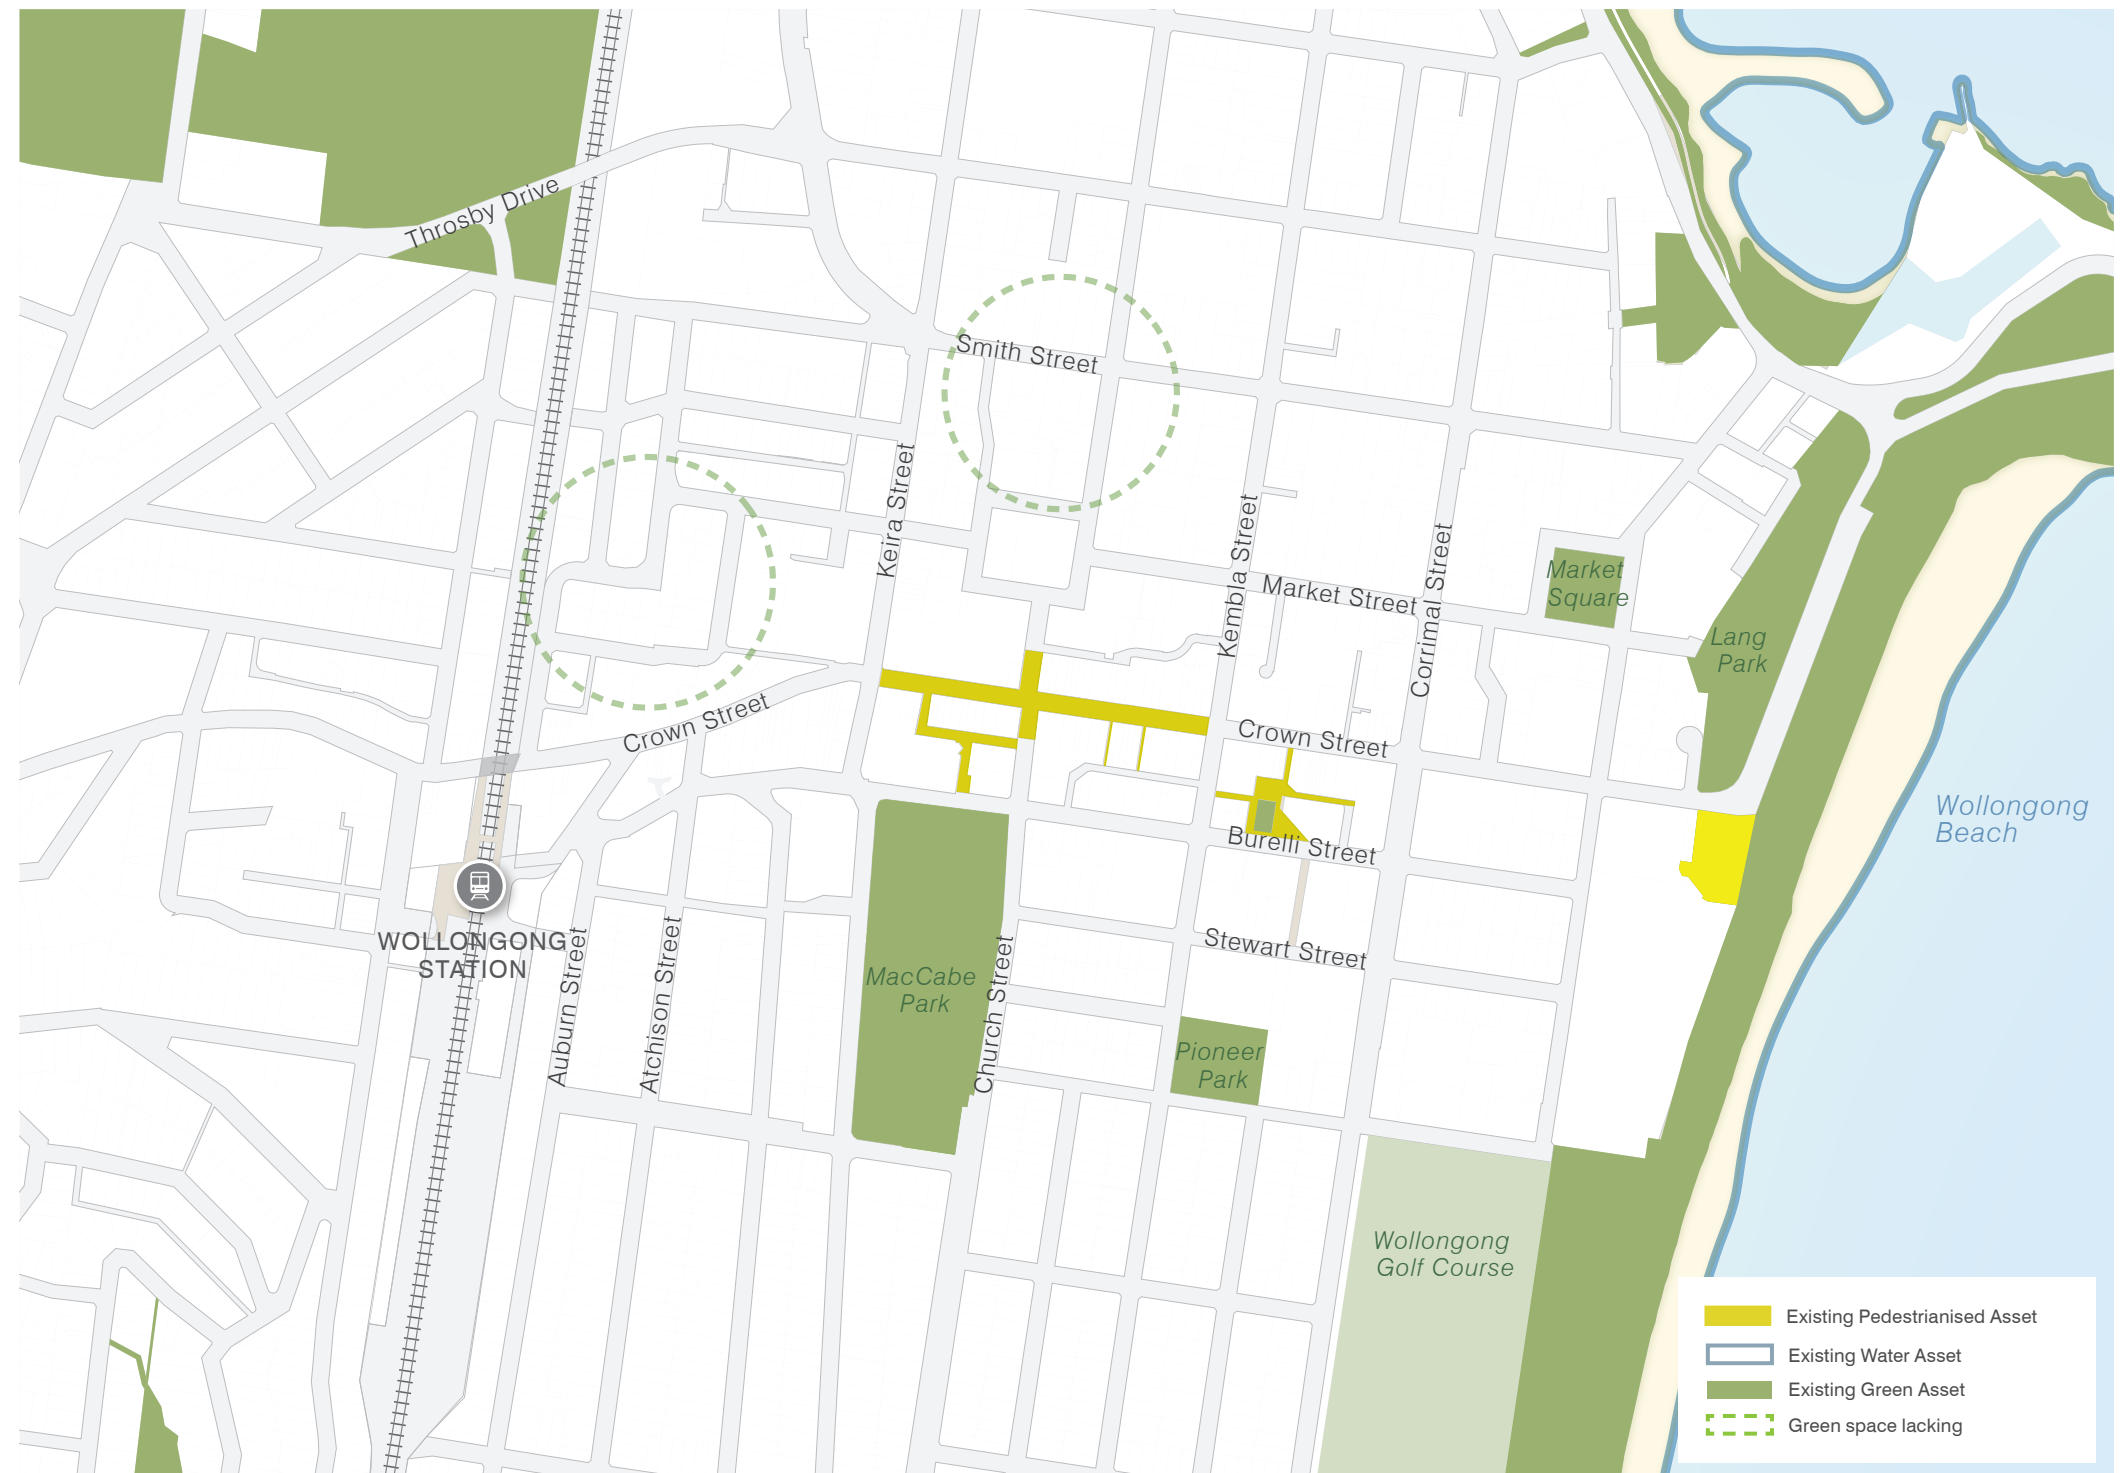 Throsby Drive
Smith Street
Keira Street
Kembla Street
Market Street
Corrimal Street
Market
Square
Lang
Park
Crown Street
Crown Street
Wollongong
Beach
Burelli Street
WOLLONGONG
STATION
Auburn Street
Atchison Street
MacCabe
Park
Church Street
Stewart Street
Pioneer
Park
Wollongong
Golf Course
Existing Pedestrianised Asset
Existing Water Asset
Existing Green Asset
Green space lacking